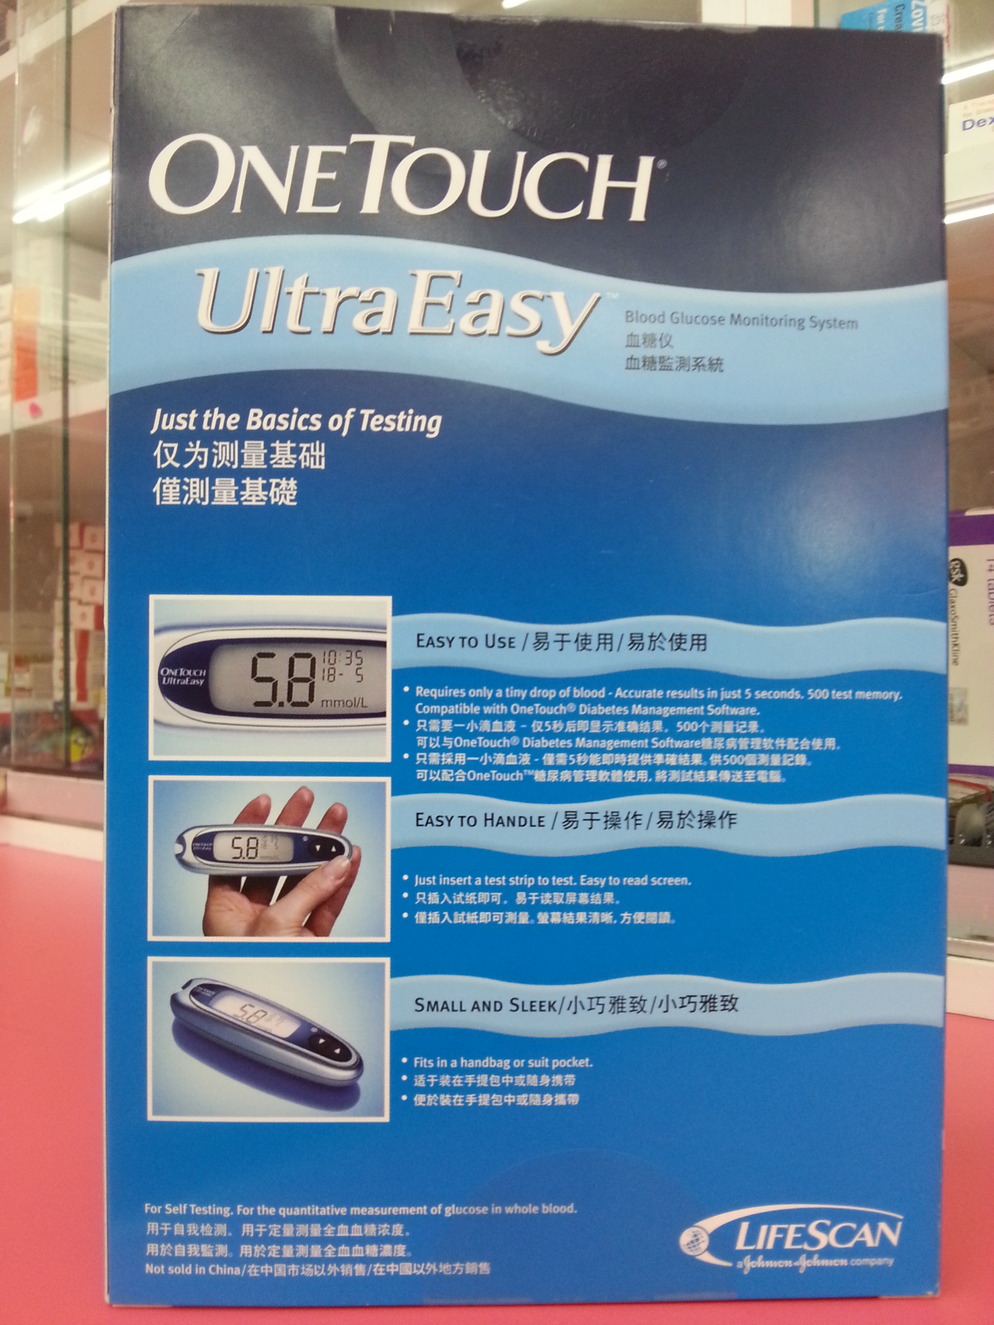 ONETOUCH®
UltraEasy™
Blood Glucose Monitoring System
血糖仪
血糖監測系統
Just the Basics of Testing
仅为测量基础
僅測量基礎
ONETOUCH
UltraEasy
5.8
10:35
18- 5
mmol/L
EASY TO USE / 易于使用 / 易於使用
• Requires only a tiny drop of blood - Accurate results in just 5 seconds. 500 test memory.
Compatible with OneTouch® Diabetes Management Software.
• 只需要一小滴血液 - 仅5秒后即显示准确结果。500个测量记录。
可以与OneTouch® Diabetes Management Software糖尿病管理软件配合使用。
• 只需採用一小滴血液 - 僅需5秒能即時提供準確結果。供500個測量記錄。
可以配合OneTouch™糖尿病管理軟體使用, 將測試結果傳送至電腦。
5.8
EASY TO HANDLE / 易于操作 / 易於操作
• Just insert a test strip to test. Easy to read screen.
• 只插入试纸即可。易于读取屏幕结果。
• 僅插入試紙即可測量。螢幕結果清晰, 方便閱讀。
5.8
SMALL AND SLEEK/小巧雅致/小巧雅致
• Fits in a handbag or suit pocket.
• 适于装在手提包中或随身携带
• 便於裝在手提包中或隨身攜帶
For Self Testing. For the quantitative measurement of glucose in whole blood.
用于自我检测。用于定量测量全血血糖浓度。
用於自我監測。用於定量測量全血血糖濃度。
Not sold in China/在中国市场以外销售/在中國以外地方銷售
LIFESCAN
a Johnson & Johnson company
gsk
GlaxoSmithKline